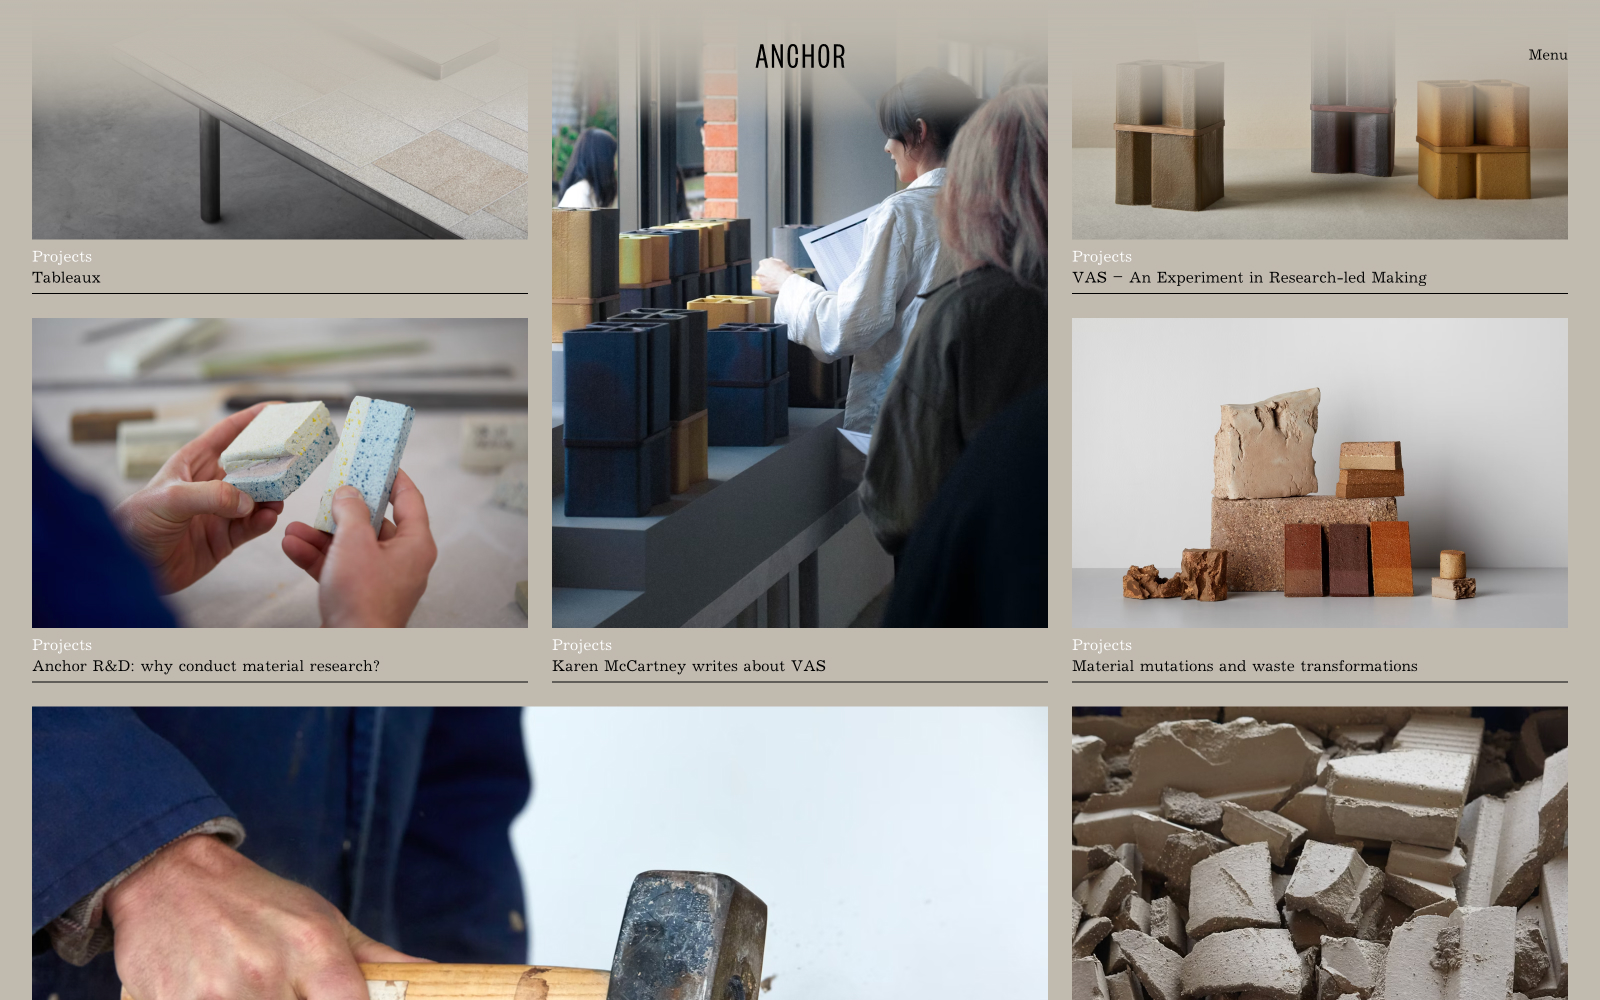 ANCHOR
Menu
Projects
Tableaux
Projects
VAS – An Experiment in Research-led Making
Projects
Anchor R&D: why conduct material research?
Projects
Karen McCartney writes about VAS
Projects
Material mutations and waste transformations